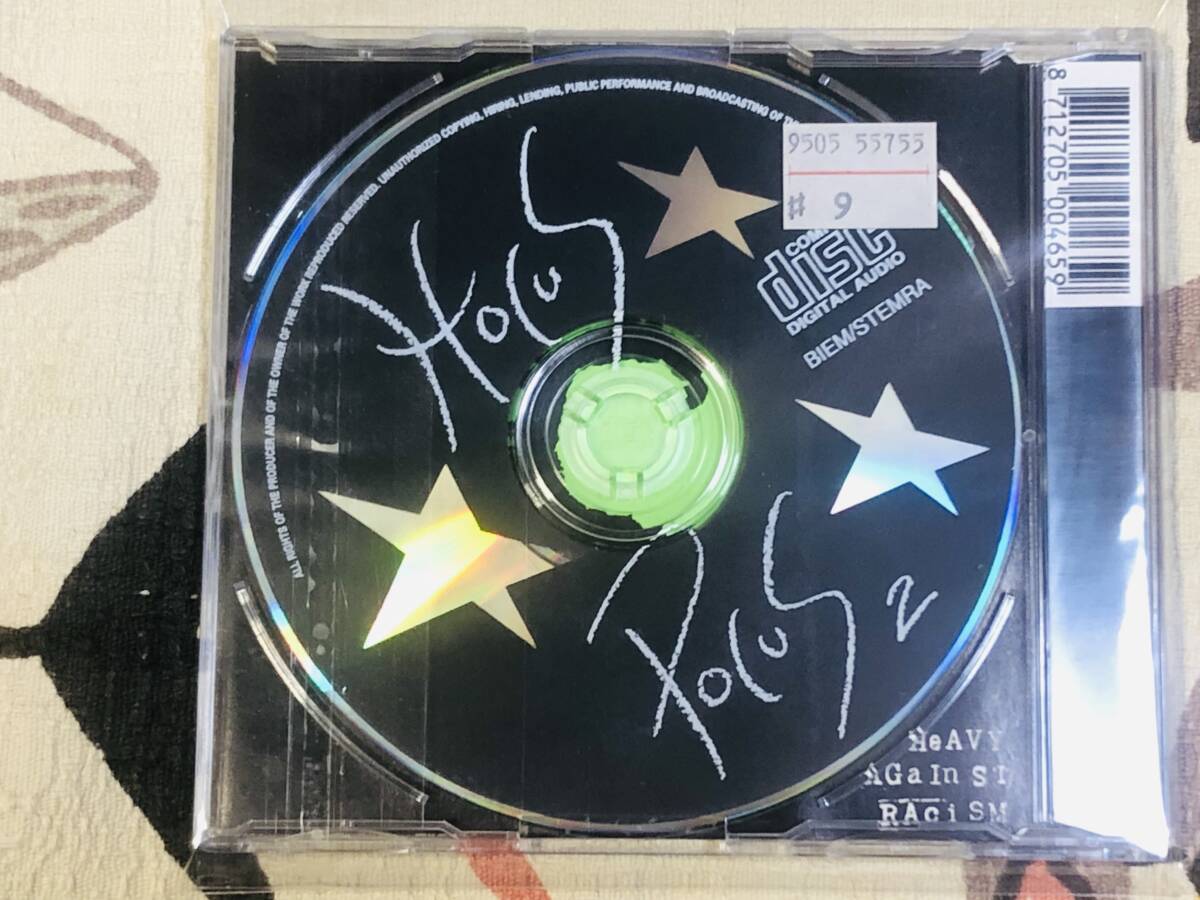 ALL RIGHTS OF THE PRODUCER AND OF THE OWNER OF THE WORK REPRODUCED RESERVED. UNAUTHORIZED COPYING, HIRING, LENDING, PUBLIC PERFORMANCE AND BROADCASTING OF
9505 55755
# 9
HOCUS
disc
DIGITAL AUDIO
BIEM/STEMRA
POCUS 2
HeAVY
AGaInST
RAciSM
8 712705 004659